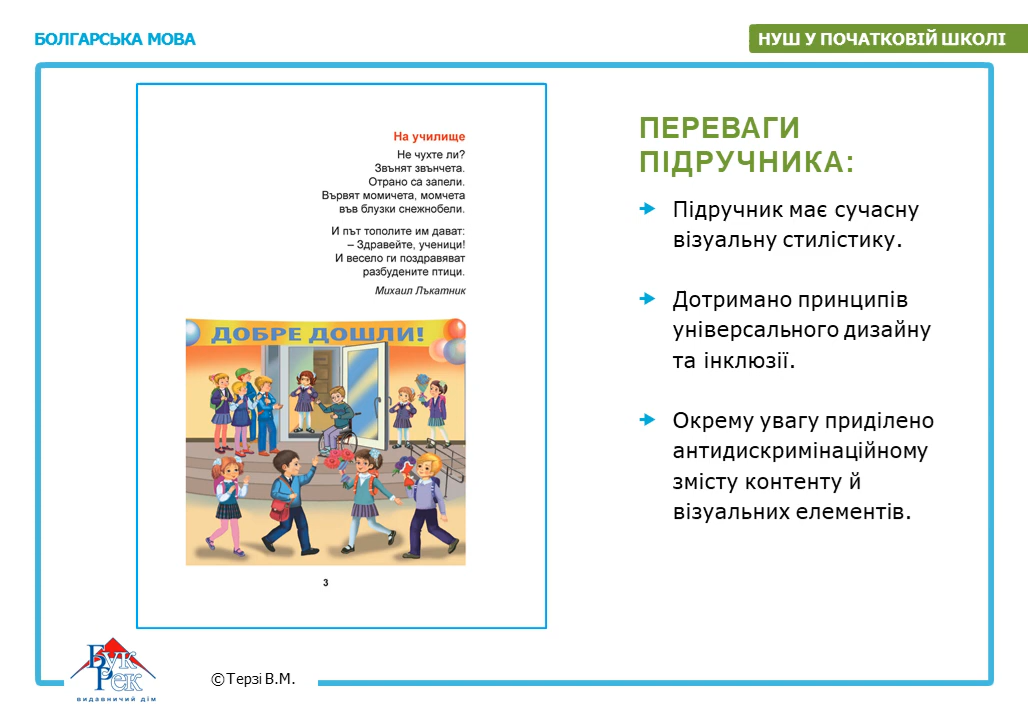 БОЛГАРСЬКА МОВА
НУШ У ПОЧАТКОВІЙ ШКОЛІ
На училище
Не чухте ли?
Звънят звънчета.
Отрано са запели.
Вървят момичета, момчета
във блузки снежнобели.
И път тополите им дават:
– Здравейте, ученици!
И весело ги поздравяват
разбудените птици.
Михаил Лъкатник
ДОБРЕ ДОШЛИ!
3
ПЕРЕВАГИ
ПІДРУЧНИКА:
Підручник має сучасну
візуальну стилістику.
Дотримано принципів
універсального дизайну
та інклюзії.
Окрему увагу приділено
антидискримінаційному
змісту контенту й
візуальних елементів.
Бук
Рек
видавничий дім
©Терзі В.М.